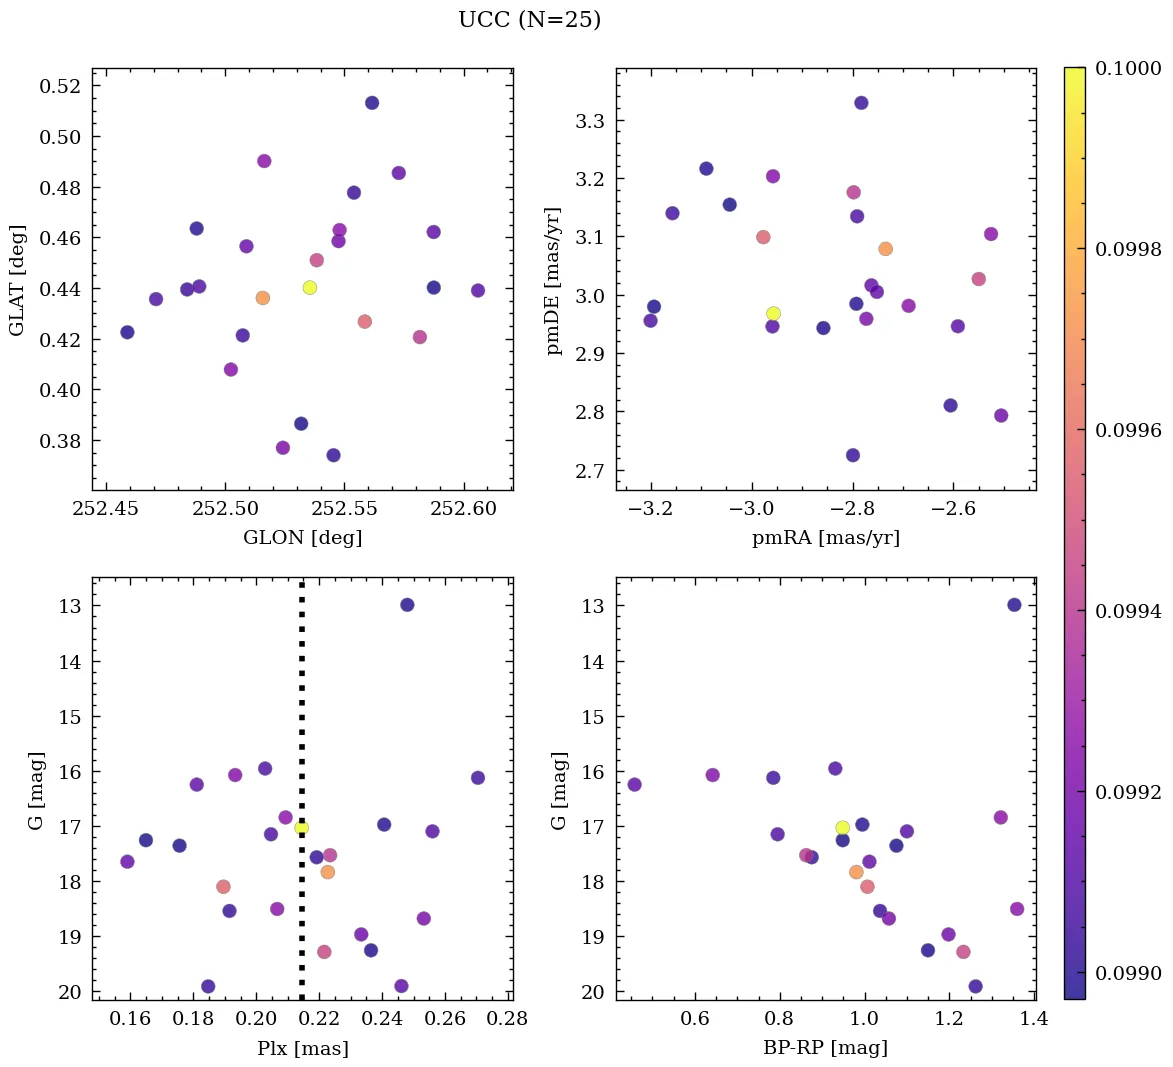 UCC (N=25)
0.52
0.50
0.48
0.46
0.44
0.42
0.40
0.38
GLAT [deg]
252.45 252.50 252.55 252.60
GLON [deg]
3.3
3.2
3.1
3.0
2.9
2.8
2.7
pmDE [mas/yr]
−3.2 −3.0 −2.8 −2.6
pmRA [mas/yr]
13
14
15
16
17
18
19
20
G [mag]
0.16 0.18 0.20 0.22 0.24 0.26 0.28
Plx [mas]
13
14
15
16
17
18
19
20
G [mag]
0.6 0.8 1.0 1.2 1.4
BP-RP [mag]
0.1000
0.0998
0.0996
0.0994
0.0992
0.0990